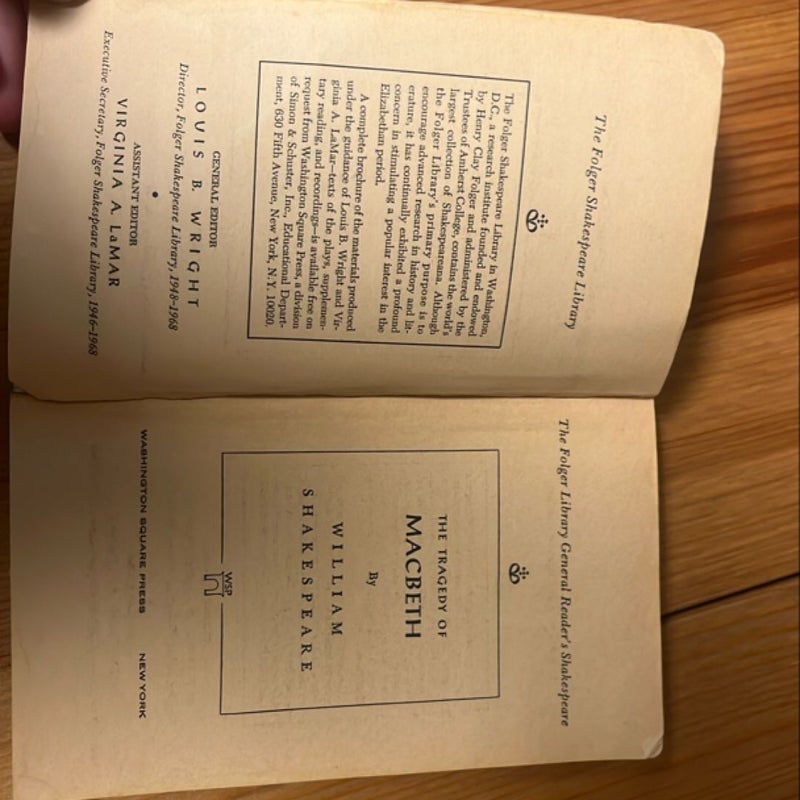 The Folger Shakespeare Library
The Folger Shakespeare Library in Washington,
D.C., a research institute founded and endowed
by Henry Clay Folger and administered by the
Trustees of Amherst College, contains the world's
largest collection of Shakespeareana. Although
the Folger Library's primary purpose is to
encourage advanced research in history and lit-
erature, it has continually exhibited a profound
concern in stimulating a popular interest in the
Elizabethan period.
A complete brochure of the materials produced
under the guidance of Louis B. Wright and Vir-
ginia A. LaMar—texts of the plays, supplemen-
tary reading, and recordings—is available free on
request from Washington Square Press, a division
of Simon & Schuster, Inc., Educational Depart-
ment, 630 Fifth Avenue, New York, N.Y. 10020.
GENERAL EDITOR
LOUIS B. WRIGHT
Director, Folger Shakespeare Library, 1948–1968
ASSISTANT EDITOR
VIRGINIA A. LaMAR
Executive Secretary, Folger Shakespeare Library, 1946–1968
The Folger Library General Reader's Shakespeare
THE TRAGEDY OF
MACBETH
By
WILLIAM
SHAKESPEARE
WSP
WASHINGTON SQUARE PRESS NEW YORK